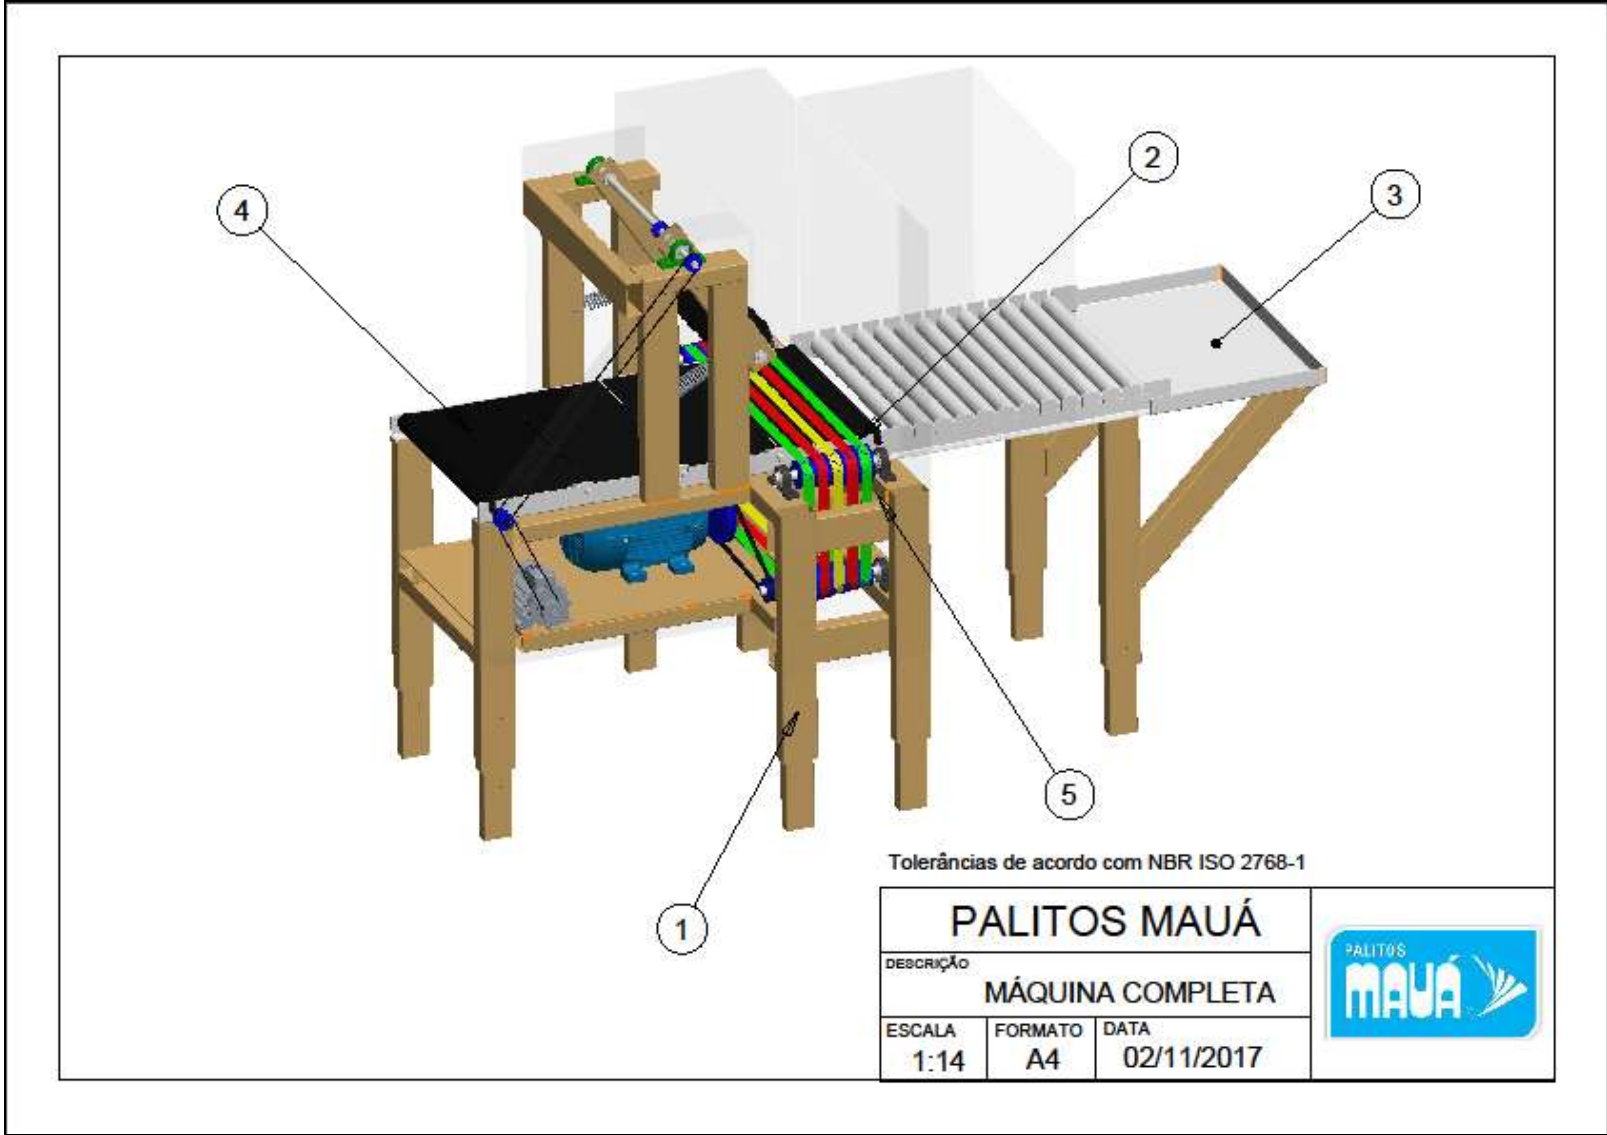 4
2
3
5
1
Tolerâncias de acordo com NBR ISO 2768-1
PALITOS MAUÁ
DESCRIÇÃO
MÁQUINA COMPLETA
ESCALA
1:14
FORMATO
A4
DATA
02/11/2017
PALITOS
MAUÁ